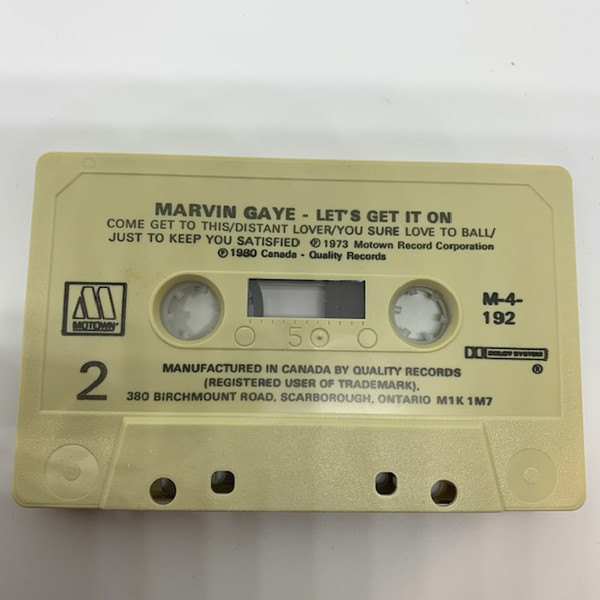 MARVIN GAYE - LET'S GET IT ON
COME GET TO THIS/DISTANT LOVER/YOU SURE LOVE TO BALL/
JUST TO KEEP YOU SATISFIED ℗ 1973 Motown Record Corporation
℗ 1980 Canada - Quality Records
MOTOWN
M-4-
192
50
DOLBY SYSTEM
®
2
MANUFACTURED IN CANADA BY QUALITY RECORDS
(REGISTERED USER OF TRADEMARK),
380 BIRCHMOUNT ROAD, SCARBOROUGH, ONTARIO M1K 1M7